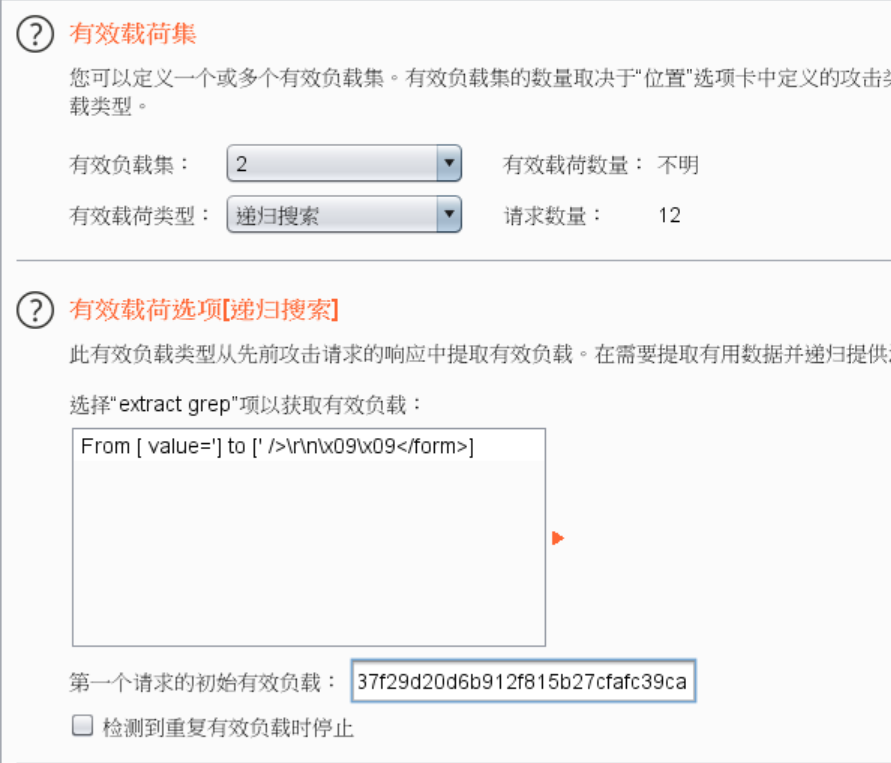 有效载荷集
您可以定义一个或多个有效负载集。有效负载集的数量取决于“位置”选项卡中定义的攻击
载类型。
有效负载集： 2 有效载荷数量： 不明
有效载荷类型： 递归搜索 请求数量： 12
有效载荷选项[递归搜索]
此有效负载类型从先前攻击请求的响应中提取有效负载。在需要提取有用数据并递归提供
选择“extract grep”项以获取有效负载：
From [ value='] to [' />\r\n\x09\x09</form>]
第一个请求的初始有效负载： 37f29d20d6b912f815b27cfafc39ca
检测到重复有效负载时停止